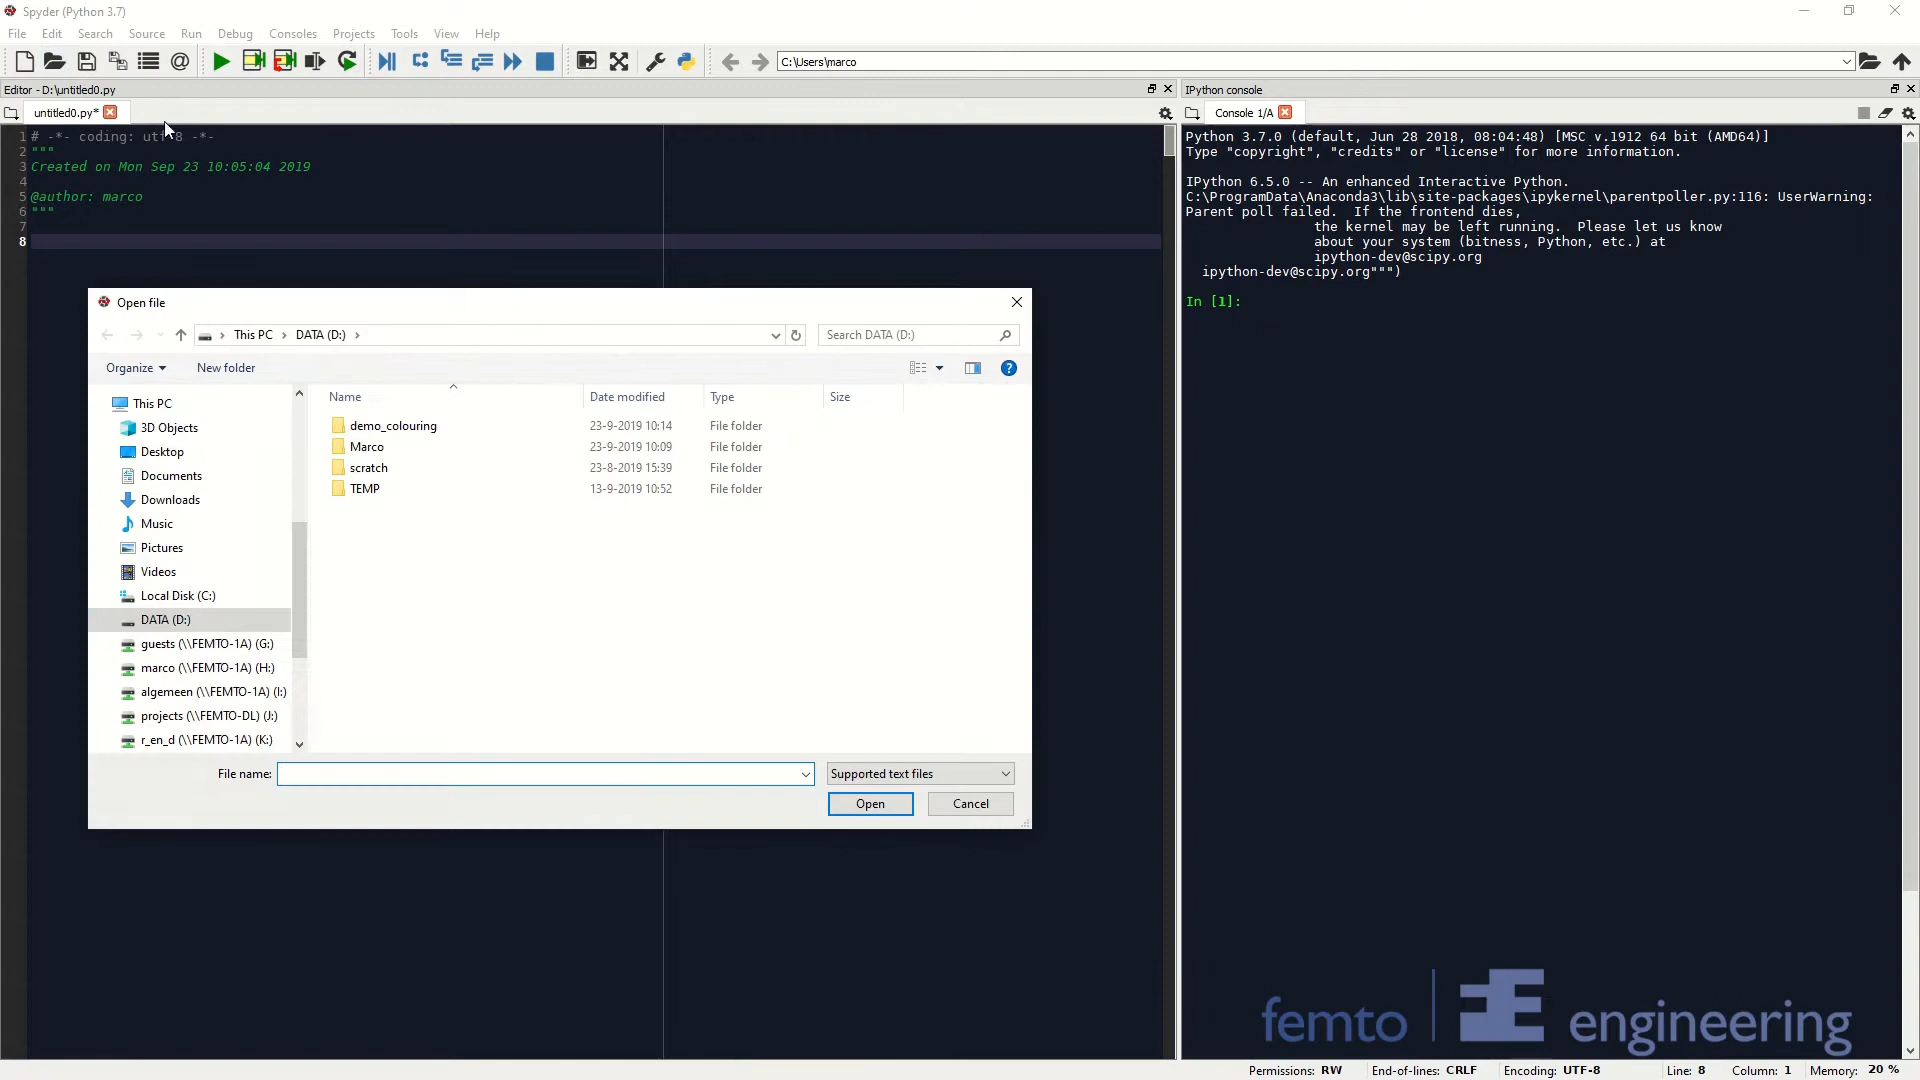 Spyder (Python 3.7)
File Edit Search Source Run Debug Consoles Projects Tools View Help
C:\Users\marco
Editor - D:\untitled0.py
IPython console
untitled0.py*
Console 1/A
1 # -*- coding: utf-8 -*-
2 """
3 Created on Mon Sep 23 10:05:04 2019
4
5 @author: marco
6 """
7
8
Python 3.7.0 (default, Jun 28 2018, 08:04:48) [MSC v.1912 64 bit (AMD64)]
Type "copyright", "credits" or "license" for more information.
IPython 6.5.0 -- An enhanced Interactive Python.
C:\ProgramData\Anaconda3\lib\site-packages\ipykernel\parentpoller.py:116: UserWarning:
Parent poll failed.  If the frontend dies,
the kernel may be left running.  Please let us know
about your system (bitness, Python, etc.) at
ipython-dev@scipy.org
ipython-dev@scipy.org""")
In [1]:
Open file
This PC > DATA (D:) >
Search DATA (D:)
Organize
New folder
This PC
3D Objects
Desktop
Documents
Downloads
Music
Pictures
Videos
Local Disk (C:)
DATA (D:)
guests (\\FEMTO-1A) (G:)
marco (\\FEMTO-1A) (H:)
algemeen (\\FEMTO-1A) (I:)
projects (\\FEMTO-DL) (J:)
r_en_d (\\FEMTO-1A) (K:)
Name Date modified Type Size
demo_colouring 23-9-2019 10:14 File folder
Marco 23-9-2019 10:09 File folder
scratch 23-8-2019 15:39 File folder
TEMP 13-9-2019 10:52 File folder
File name:
Supported text files
Open
Cancel
femto engineering
Permissions: RW End-of-lines: CRLF Encoding: UTF-8 Line: 8 Column: 1 Memory: 20 %